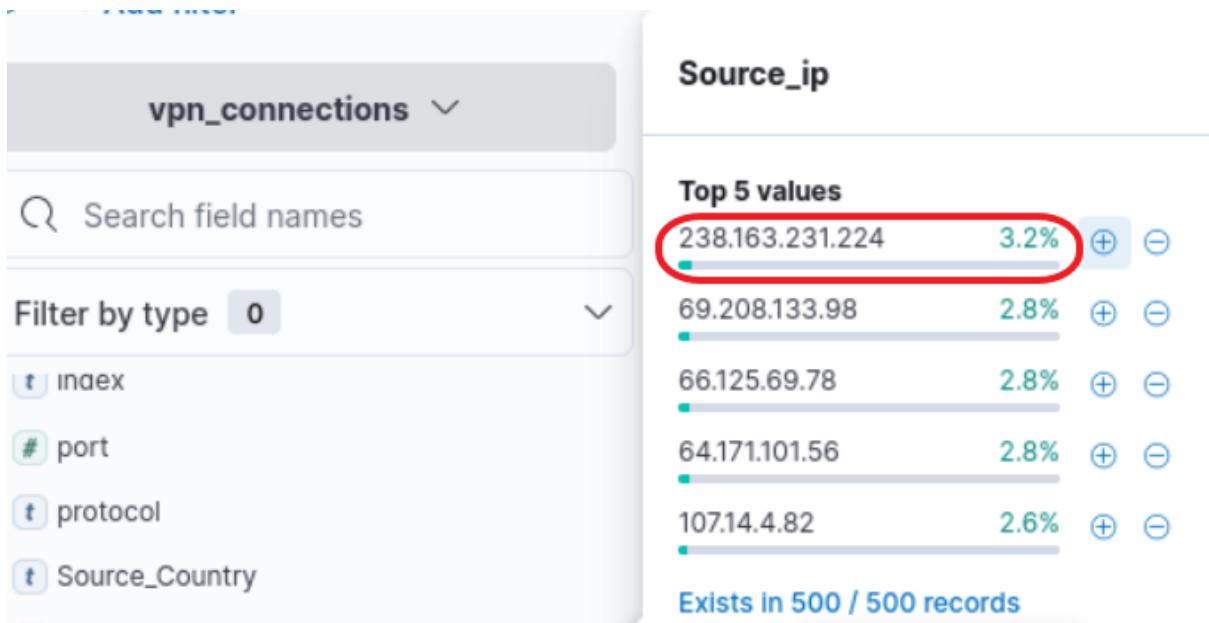 vpn_connections
Search field names
Filter by type 0
index
# port
t protocol
t Source_Country
Source_ip
Top 5 values
238.163.231.224 3.2%
69.208.133.98 2.8%
66.125.69.78 2.8%
64.171.101.56 2.8%
107.14.4.82 2.6%
Exists in 500 / 500 records